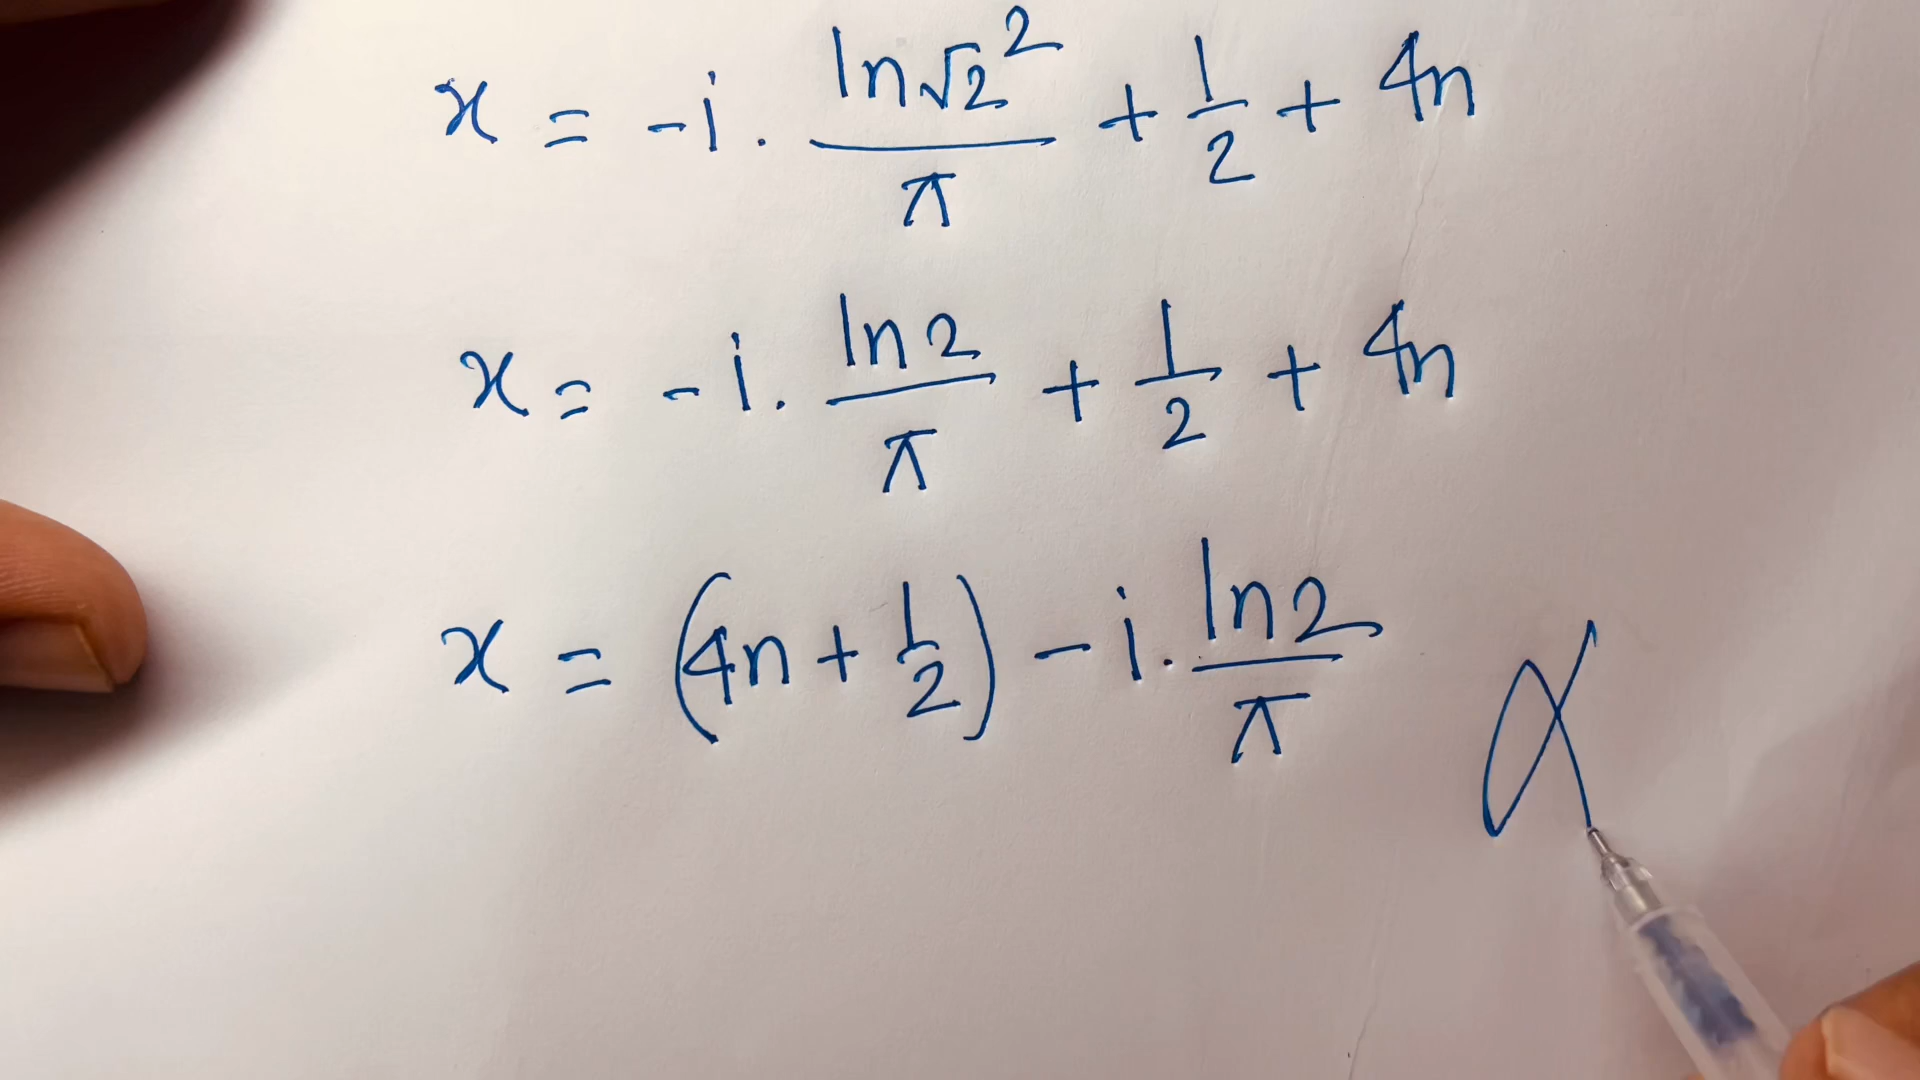 x = -i · ln√2² / π + 1/2 + 4n
x = -i · ln2 / π + 1/2 + 4n
x = (4n + 1/2) - i · ln2 / π